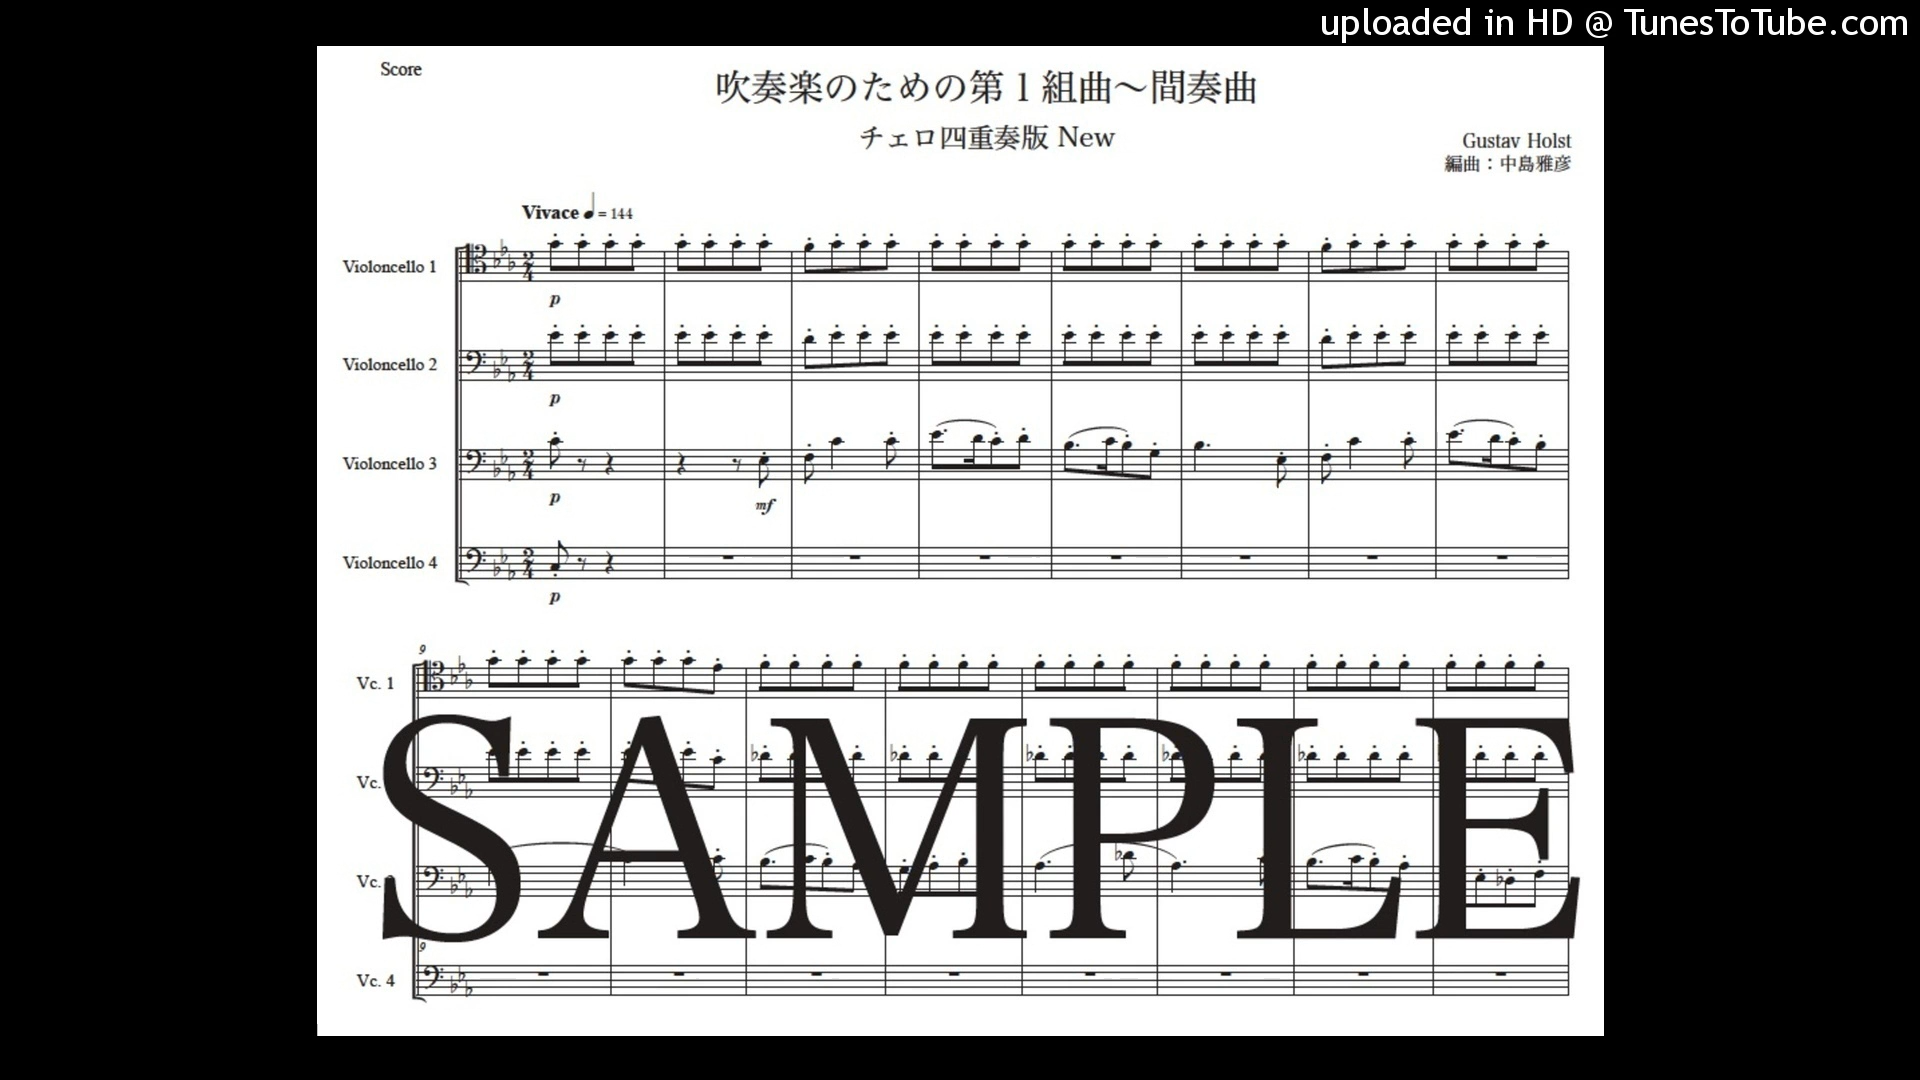 uploaded in HD @ TunesToTube.com
Score
吹奏楽のための第1組曲～間奏曲
チェロ四重奏版 New
Gustav Holst
編曲：中島雅彦
Vivace ♩= 144
Violoncello 1
p
Violoncello 2
p
Violoncello 3
p
mf
Violoncello 4
p
9
Vc. 1
Vc.
Vc.
9
Vc. 4
SAMPLE